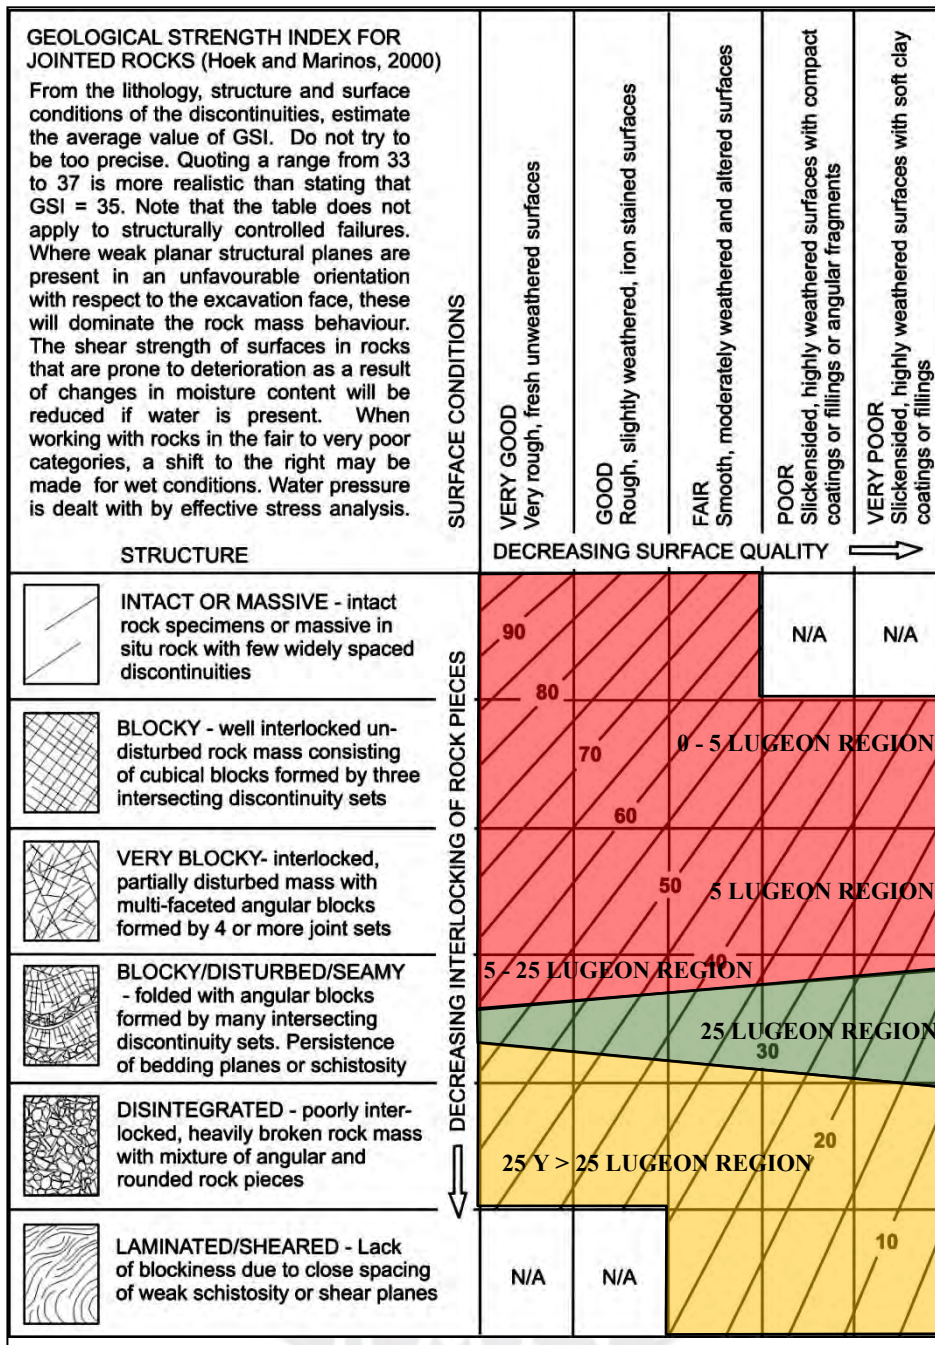 GEOLOGICAL STRENGTH INDEX FOR
JOINTED ROCKS (Hoek and Marinos, 2000)
From the lithology, structure and surface
conditions of the discontinuities, estimate
the average value of GSI. Do not try to
be too precise. Quoting a range from 33
to 37 is more realistic than stating that
GSI = 35. Note that the table does not
apply to structurally controlled failures.
Where weak planar structural planes are
present in an unfavourable orientation
with respect to the excavation face, these
will dominate the rock mass behaviour.
The shear strength of surfaces in rocks
that are prone to deterioration as a result
of changes in moisture content will be
reduced if water is present. When
working with rocks in the fair to very poor
categories, a shift to the right may be
made for wet conditions. Water pressure
is dealt with by effective stress analysis.
SURFACE CONDITIONS
VERY GOOD
Very rough, fresh unweathered surfaces
GOOD
Rough, slightly weathered, iron stained surfaces
FAIR
Smooth, moderately weathered and altered surfaces
POOR
Slickensided, highly weathered surfaces with compact
coatings or fillings or angular fragments
VERY POOR
Slickensided, highly weathered surfaces with soft clay
coatings or fillings
STRUCTURE
DECREASING SURFACE QUALITY
DECREASING INTERLOCKING OF ROCK PIECES
INTACT OR MASSIVE - intact
rock specimens or massive in
situ rock with few widely spaced
discontinuities
90
80
N/A
N/A
BLOCKY - well interlocked un-
disturbed rock mass consisting
of cubical blocks formed by three
intersecting discontinuity sets
70
60
0 - 5 LUGEON REGION
VERY BLOCKY- interlocked,
partially disturbed mass with
multi-faceted angular blocks
formed by 4 or more joint sets
50
5 LUGEON REGION
40
BLOCKY/DISTURBED/SEAMY
- folded with angular blocks
formed by many intersecting
discontinuity sets. Persistence
of bedding planes or schistosity
5 - 25 LUGEON REGION
25 LUGEON REGION
30
DISINTEGRATED - poorly inter-
locked, heavily broken rock mass
with mixture of angular and
rounded rock pieces
20
25 Y > 25 LUGEON REGION
LAMINATED/SHEARED - Lack
of blockiness due to close spacing
of weak schistosity or shear planes
N/A
N/A
10